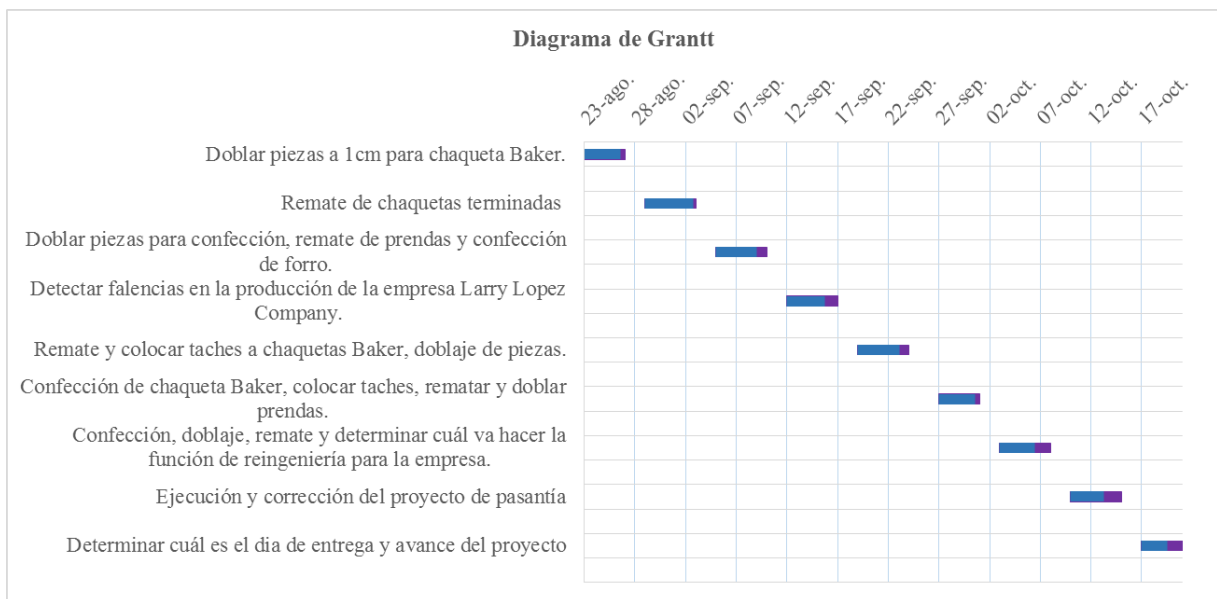 Diagrama de Grantt
23-ago.
28-ago.
02-sep.
07-sep.
12-sep.
17-sep.
22-sep.
27-sep.
02-oct.
07-oct.
12-oct.
17-oct.
Doblar piezas a 1cm para chaqueta Baker.
Remate de chaquetas terminadas
Doblar piezas para confección, remate de prendas y confección
de forro.
Detectar falencias en la producción de la empresa Larry Lopez
Company.
Remate y colocar taches a chaquetas Baker, doblaje de piezas.
Confección de chaqueta Baker, colocar taches, rematar y doblar
prendas.
Confección, doblaje, remate y determinar cuál va hacer la
función de reingeniería para la empresa.
Ejecución y corrección del proyecto de pasantía
Determinar cuál es el dia de entrega y avance del proyecto